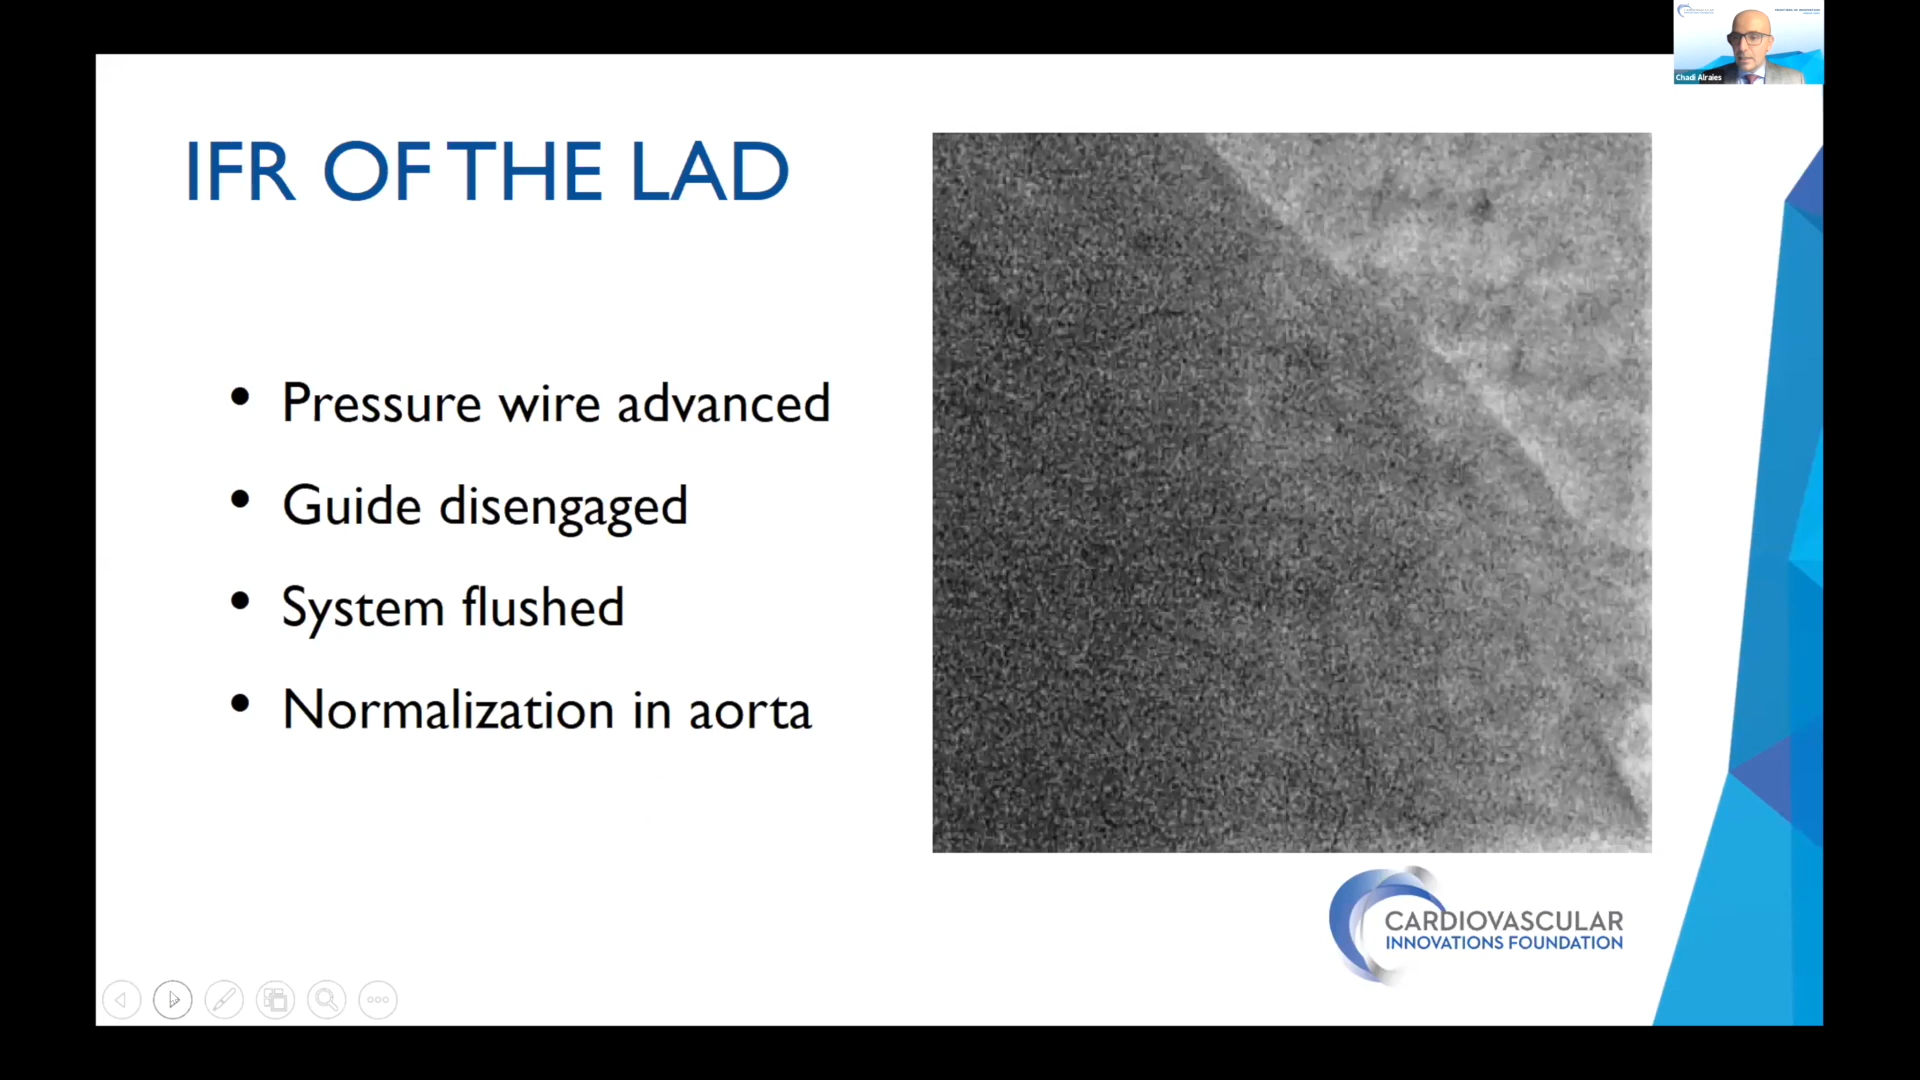 Chadi Alraies
IFR OF THE LAD
• Pressure wire advanced
• Guide disengaged
• System flushed
• Normalization in aorta
CARDIOVASCULAR
INNOVATIONS FOUNDATION